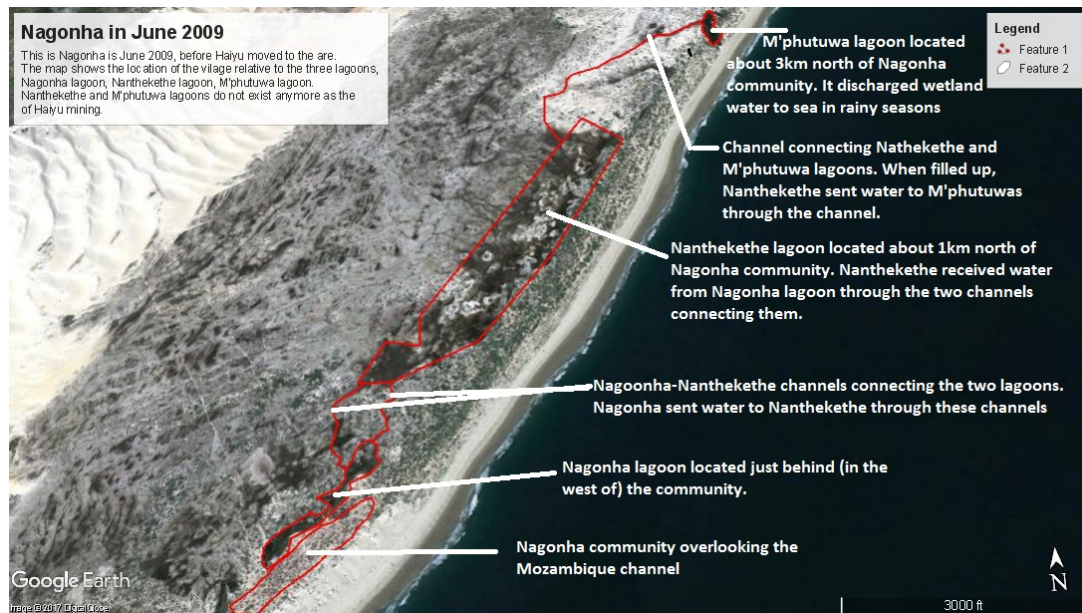 Nagonha in June 2009
This is Nagonha is June 2009, before Haiyu moved to the are.
The map shows the location of the vilage relative to the three lagoons,
Nagonha lagoon, Nanthekethe lagoon, M'phutuwa lagoon.
Nanthekethe and M'phutuwa lagoons do not exist anymore as the
of Haiyu mining.
M'phutuwa lagoon located
about 3km north of Nagonha
community. It discharged wetland
water to sea in rainy seasons
Legend
Feature 1
Feature 2
Channel connecting Nathekethe and
M'phutuwa lagoons. When filled up,
Nanthekethe sent water to M'phutuwas
through the channel.
Nanthekethe lagoon located about 1km north of
Nagonha community. Nanthekethe received water
from Nagonha lagoon through the two channels
connecting them.
Nagoonha-Nanthekethe channels connecting the two lagoons.
Nagonha sent water to Nanthekethe through these channels
Nagonha lagoon located just behind (in the
west of) the community.
Nagonha community overlooking the
Mozambique channel
Google Earth
Image © 2017 DigitalGlobe
N
3000 ft